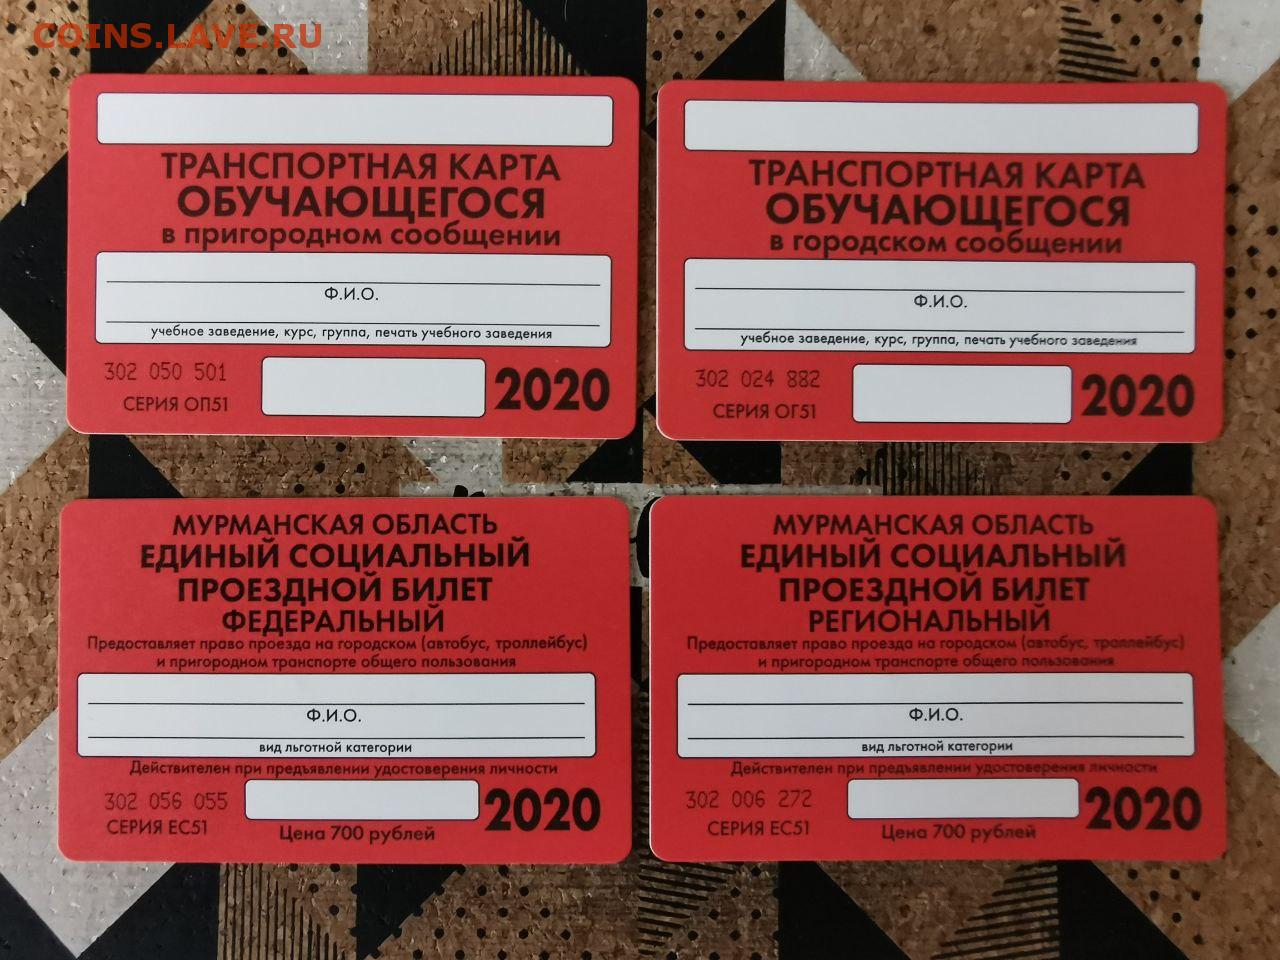 COINS.LAVE.RU
ТРАНСПОРТНАЯ КАРТА
ОБУЧАЮЩЕГОСЯ
в пригородном сообщении
Ф.И.О.
учебное заведение, курс, группа, печать учебного заведения
302 050 501
СЕРИЯ ОП51
2020
ТРАНСПОРТНАЯ КАРТА
ОБУЧАЮЩЕГОСЯ
в городском сообщении
Ф.И.О.
учебное заведение, курс, группа, печать учебного заведения
302 024 882
СЕРИЯ ОГ51
2020
МУРМАНСКАЯ ОБЛАСТЬ
ЕДИНЫЙ СОЦИАЛЬНЫЙ
ПРОЕЗДНОЙ БИЛЕТ
ФЕДЕРАЛЬНЫЙ
Предоставляет право проезда на городском (автобус, троллейбус)
и пригородном транспорте общего пользования
Ф.И.О.
вид льготной категории
Действителен при предъявлении удостоверения личности
302 056 055
СЕРИЯ ЕС51
Цена 700 рублей
2020
МУРМАНСКАЯ ОБЛАСТЬ
ЕДИНЫЙ СОЦИАЛЬНЫЙ
ПРОЕЗДНОЙ БИЛЕТ
РЕГИОНАЛЬНЫЙ
Предоставляет право проезда на городском (автобус, троллейбус)
и пригородном транспорте общего пользования
Ф.И.О.
вид льготной категории
Действителен при предъявлении удостоверения личности
302 006 272
СЕРИЯ ЕС51
Цена 700 рублей
2020